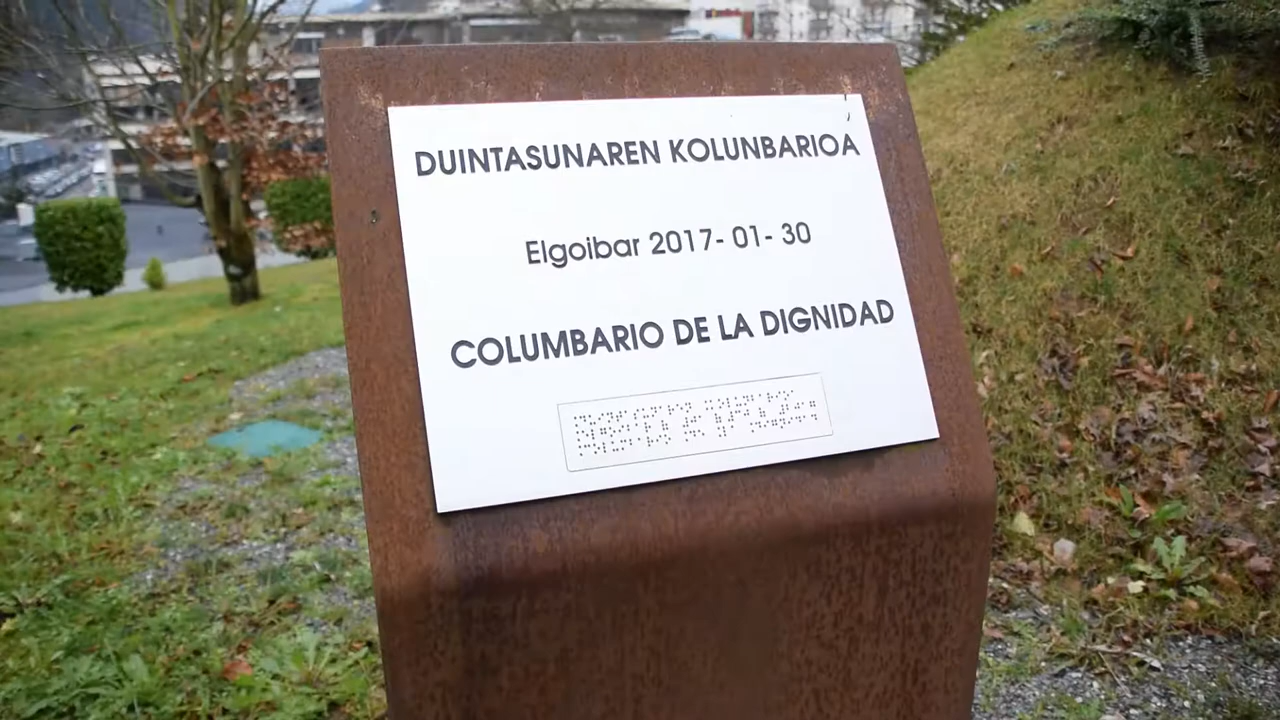 DUINTASUNAREN KOLUNBARIOA
Elgoibar 2017- 01- 30
COLUMBARIO DE LA DIGNIDAD